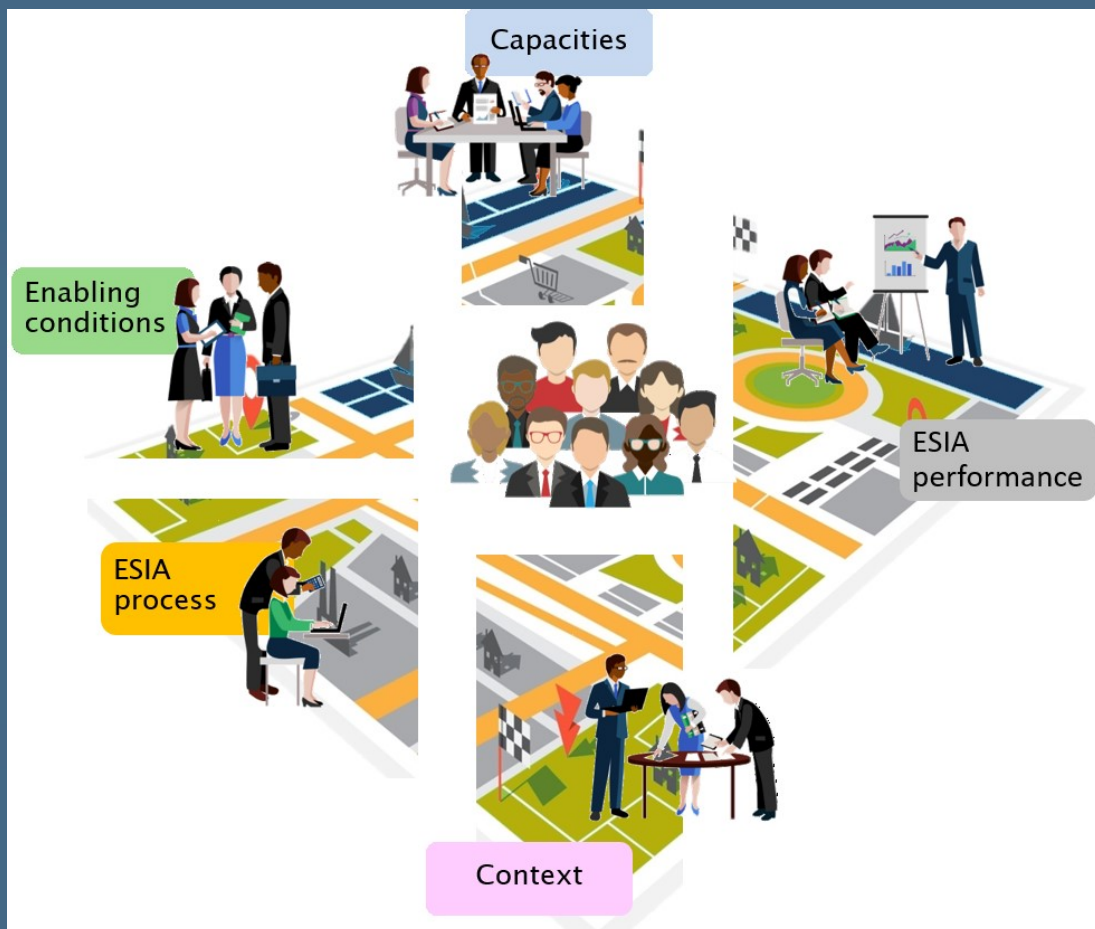 Capacities
Enabling
conditions
ESIA
performance
ESIA
process
Context